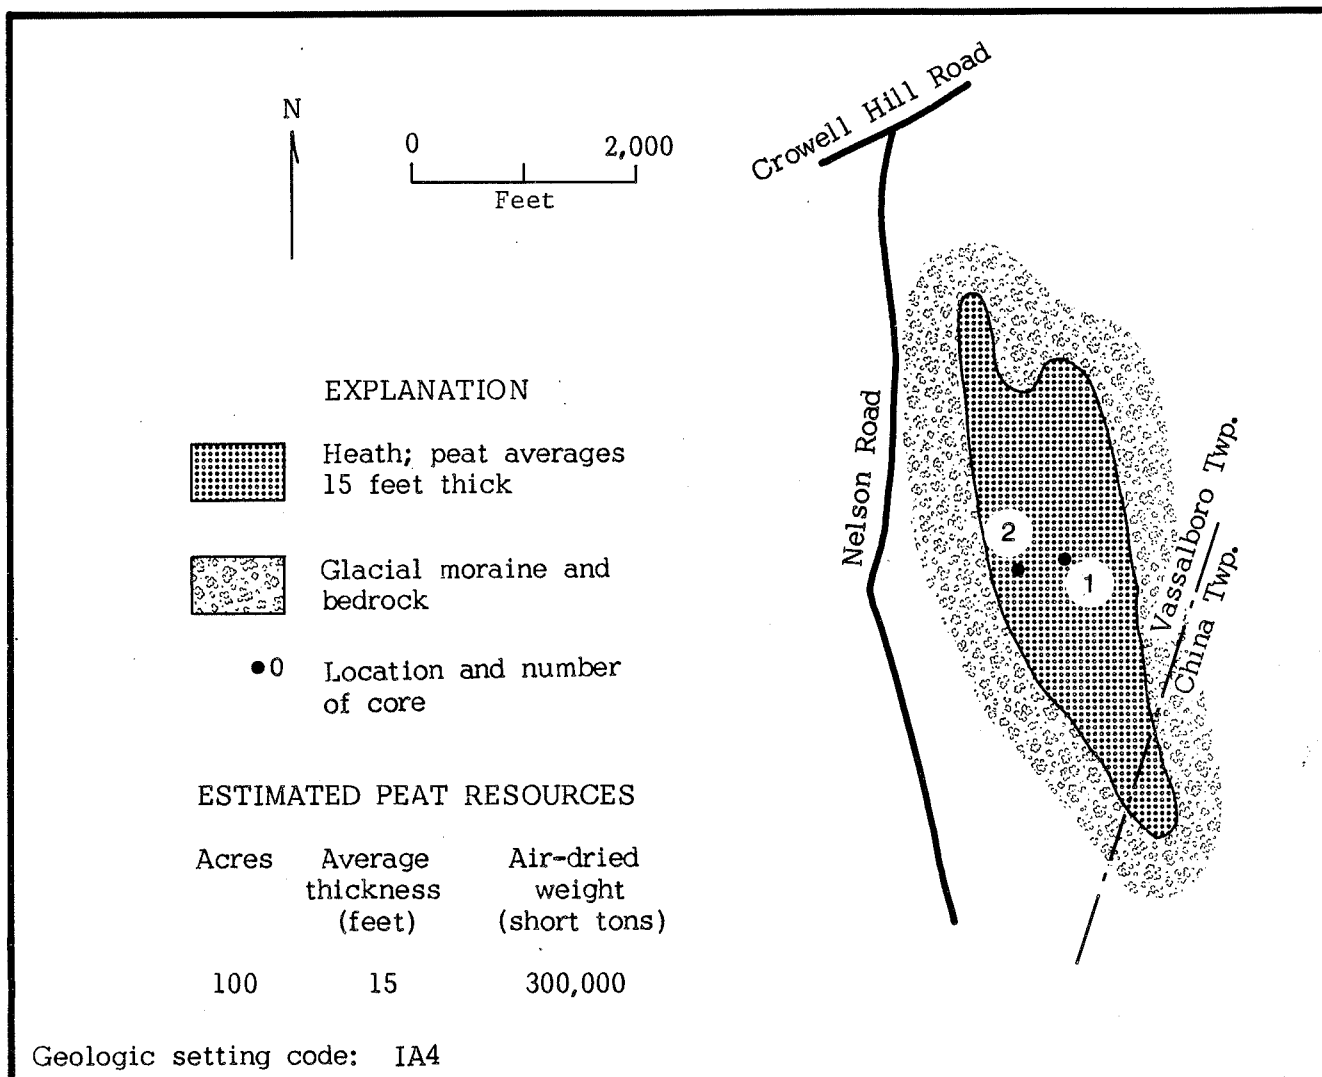 N
0 2,000
Feet
Crowell Hill Road
Nelson Road
Vassalboro Twp.
China Twp.
2
1
EXPLANATION
Heath; peat averages
15 feet thick
Glacial moraine and
bedrock
0 Location and number
of core
ESTIMATED PEAT RESOURCES
Acres Average Air-dried
thickness weight
(feet) (short tons)
100 15 300,000
Geologic setting code: IA4